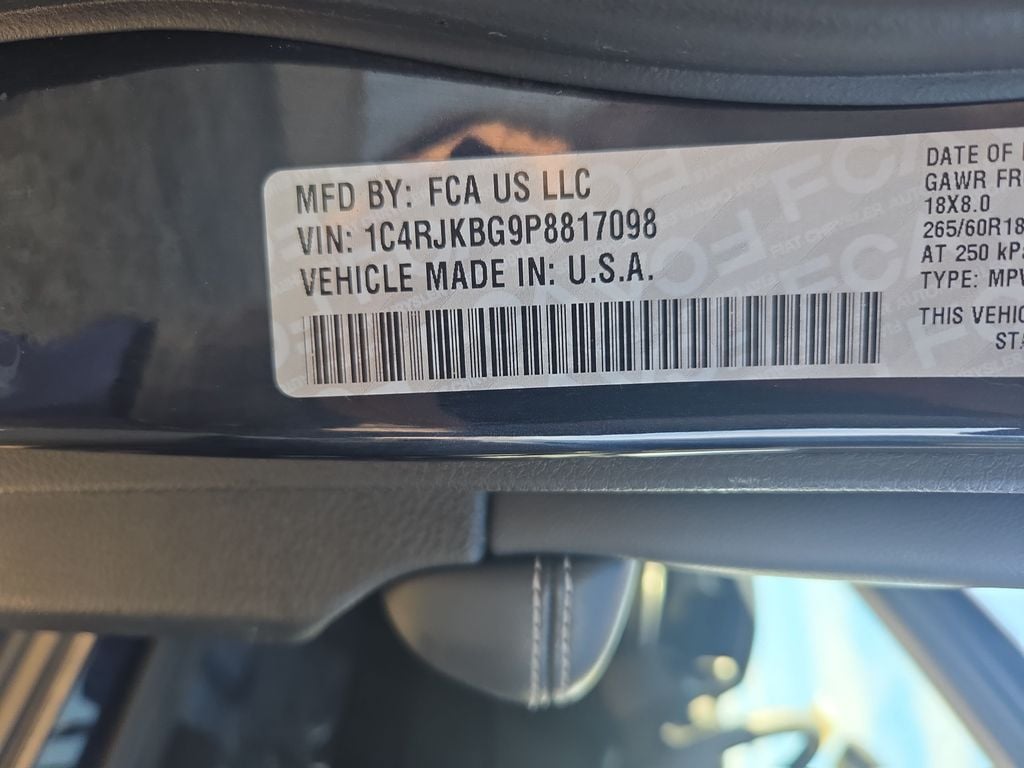 MFD BY: FCA US LLC
VIN: 1C4RJKBG9P8817098
VEHICLE MADE IN: U.S.A.
DATE OF
GAWR FR
18X8.0
265/60R18
AT 250 kPa
TYPE: MPV
THIS VEHIC
STA